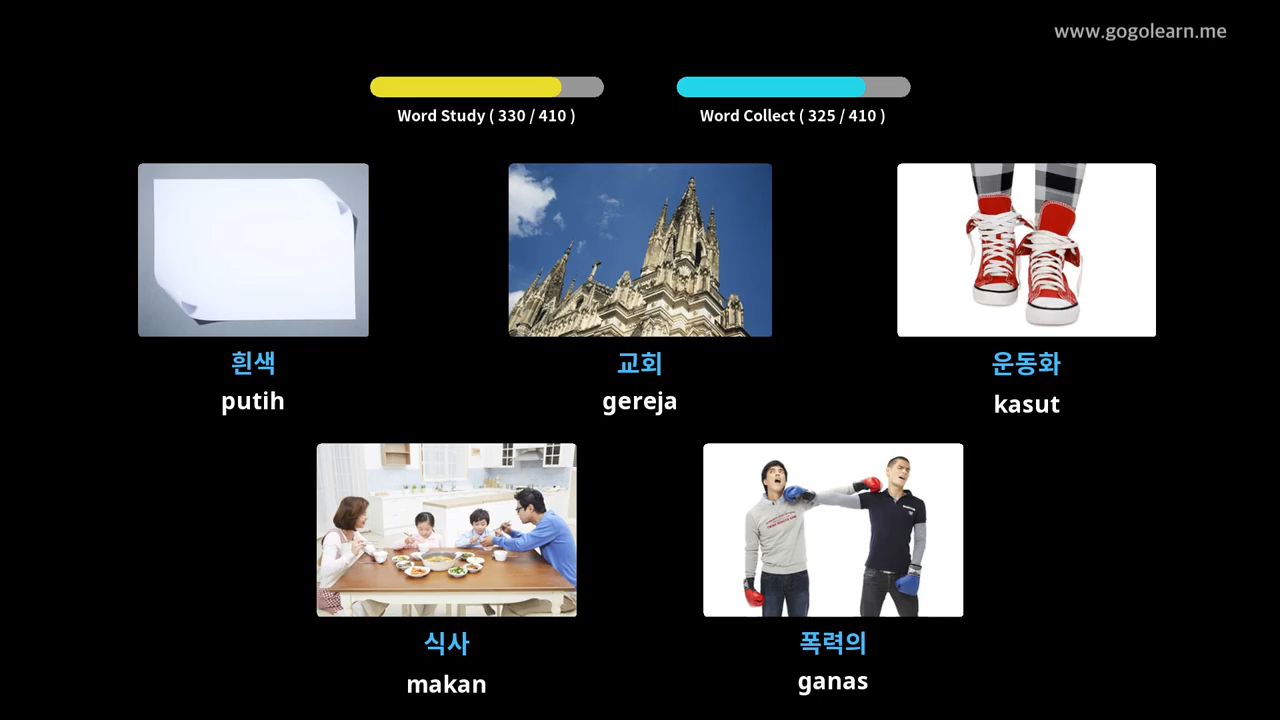 www.gogolearn.me
Word Study ( 330 / 410 )
Word Collect ( 325 / 410 )
흰색
putih
교회
gereja
운동화
kasut
식사
makan
폭력의
ganas